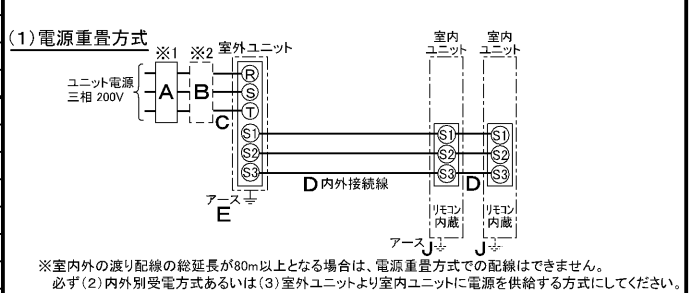 (1)電源重畳方式
※1 ※2 室外ユニット
室内
ユニット
室内
ユニット
ユニット電源
三相 200V
A
B
C
R
S
T
S1
S2
S3
D内外接続線
S1
S2
S3
D
S1
S2
S3
アース
E
リモコン
内蔵
リモコン
内蔵
アース J
J
※室内外の渡り配線の総延長が80m以上となる場合は、電源重畳方式での配線はできません。
必ず(2)内外別受電方式あるいは(3)室外ユニットより室内ユニットに電源を供給する方式にしてください。